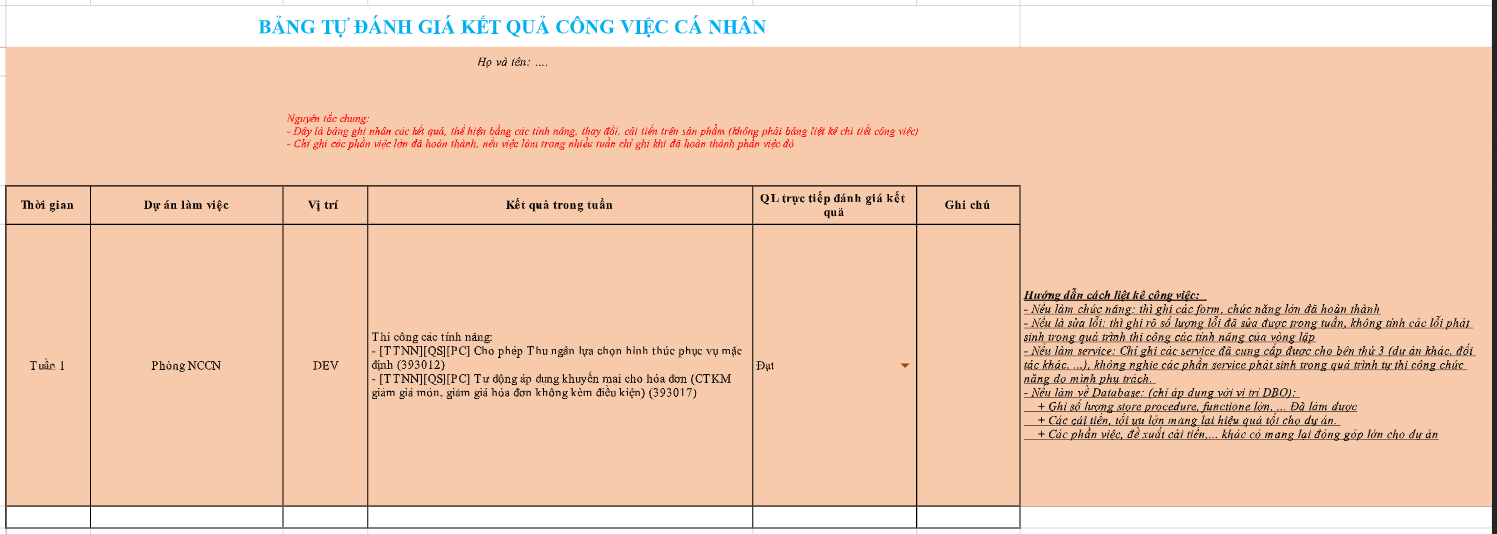 BẢNG TỰ ĐÁNH GIÁ KẾT QUẢ CÔNG VIỆC CÁ NHÂN
Họ và tên: ....
Nguyên tắc chung:
- Đây là bảng ghi nhân các kết quả, thể hiện bằng các tính năng, thay đổi, cải tiến trên sản phẩm (không phải bảng liệt kê chi tiết công việc)
- Chỉ ghi các phần việc lớn đã hoàn thành, nếu việc làm trong nhiều tuần chỉ ghi khi đã hoàn thành phần việc đó
Thời gian
Dự án làm việc
Vị trí
Kết quả trong tuần
QL trực tiếp đánh giá kết
quả
Ghi chú
Tuần 1
Phòng NCCN
DEV
Thi công các tính năng:
- [TTNN][QS][PC] Cho phép Thu ngân lựa chọn hình thức phục vụ mặc
định (393012)
- [TTNN][QS][PC] Tự động áp dụng khuyến mại cho hóa đơn (CTKM
giảm giá món, giảm giá hóa đơn không kèm điều kiện) (393017)
Đạt
Hướng dẫn cách liệt kê công việc:
- Nếu làm chức năng: thì ghi các form, chức năng lớn đã hoàn thành
- Nếu là sửa lỗi: thì ghi rõ số lượng lỗi đã sửa được trong tuần, không tính các lỗi phát
sinh trong quá trình thi công các tính năng của vòng lặp
- Nếu làm service: Chỉ ghi các service đã cung cấp được cho bên thứ 3 (dự án khác, đối
tác khác, ...), không nghie các phần service phát sinh trong quá trình tự thi công chức
năng do mình phụ trách.
- Nếu làm về Database: (chỉ áp dụng với vị trí DBO):
+ Ghi số lượng store procedure, functione lớn, ... Đã làm được
+ Các cải tiến, tối ưu lớn mang lại hiệu quả tối cho dự án.
+ Các phần việc, đề xuất cải tiến,... khác có mang lại đóng góp lớn cho dự án